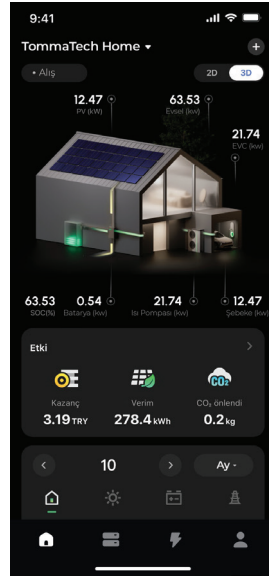 9:41
TommaTech Home
• Alış
2D 3D
12.47
PV (kW)
63.53
Evsel (kw)
21.74
EVC (kw)
63.53
SOC(%)
0.54
Batarya (kw)
21.74
Isı Pompası (kw)
12.47
Şebeke (kw)
Etki
Kazanç
3.19 TRY
Verim
278.4 kWh
CO₂
CO₂ önlendi
0.2 kg
10
Ay